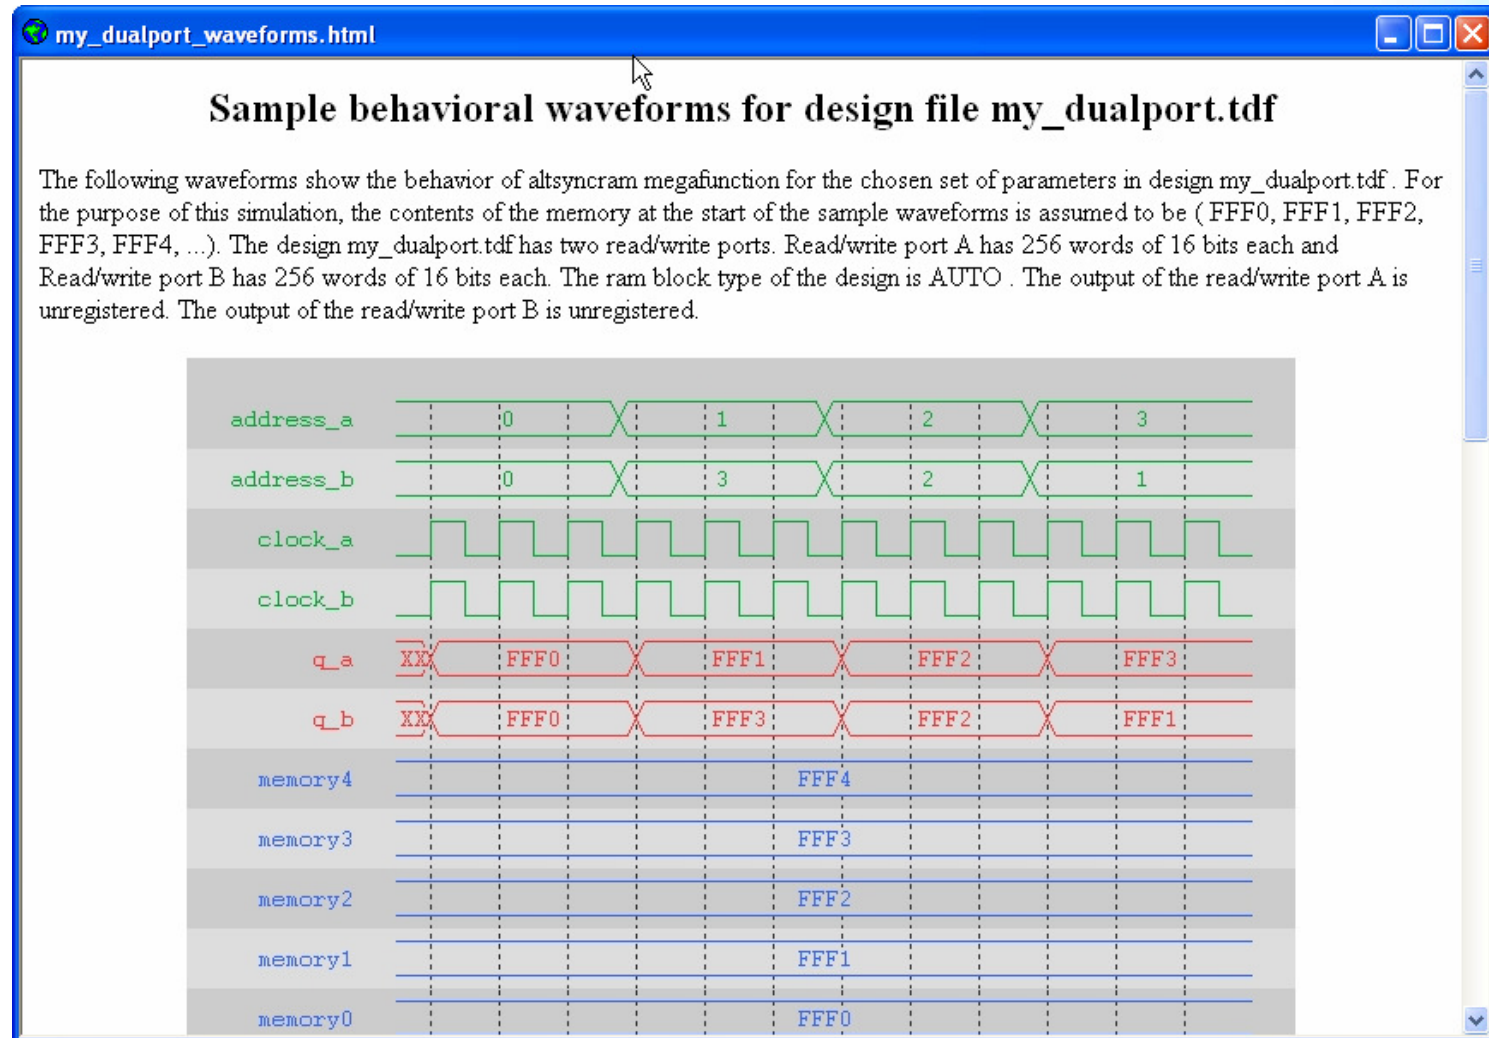 my_dualport_waveforms.html
Sample behavioral waveforms for design file my_dualport.tdf
The following waveforms show the behavior of altsyncram megafunction for the chosen set of parameters in design my_dualport.tdf . For
the purpose of this simulation, the contents of the memory at the start of the sample waveforms is assumed to be ( FFF0, FFF1, FFF2,
FFF3, FFF4, ...). The design my_dualport.tdf has two read/write ports. Read/write port A has 256 words of 16 bits each and
Read/write port B has 256 words of 16 bits each. The ram block type of the design is AUTO . The output of the read/write port A is
unregistered. The output of the read/write port B is unregistered.
address_a 0 1 2 3
address_b 0 3 2 1
clock_a
clock_b
q_a XX FFF0 FFF1 FFF2 FFF3
q_b XX FFF0 FFF3 FFF2 FFF1
memory4 FFF4
memory3 FFF3
memory2 FFF2
memory1 FFF1
memory0 FFF0